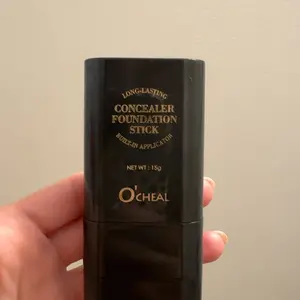 LONG-LASTING
CONCEALER
FOUNDATION
STICK
BUILT-IN APPLICATOR
NET WT : 15g
O'CHEAL